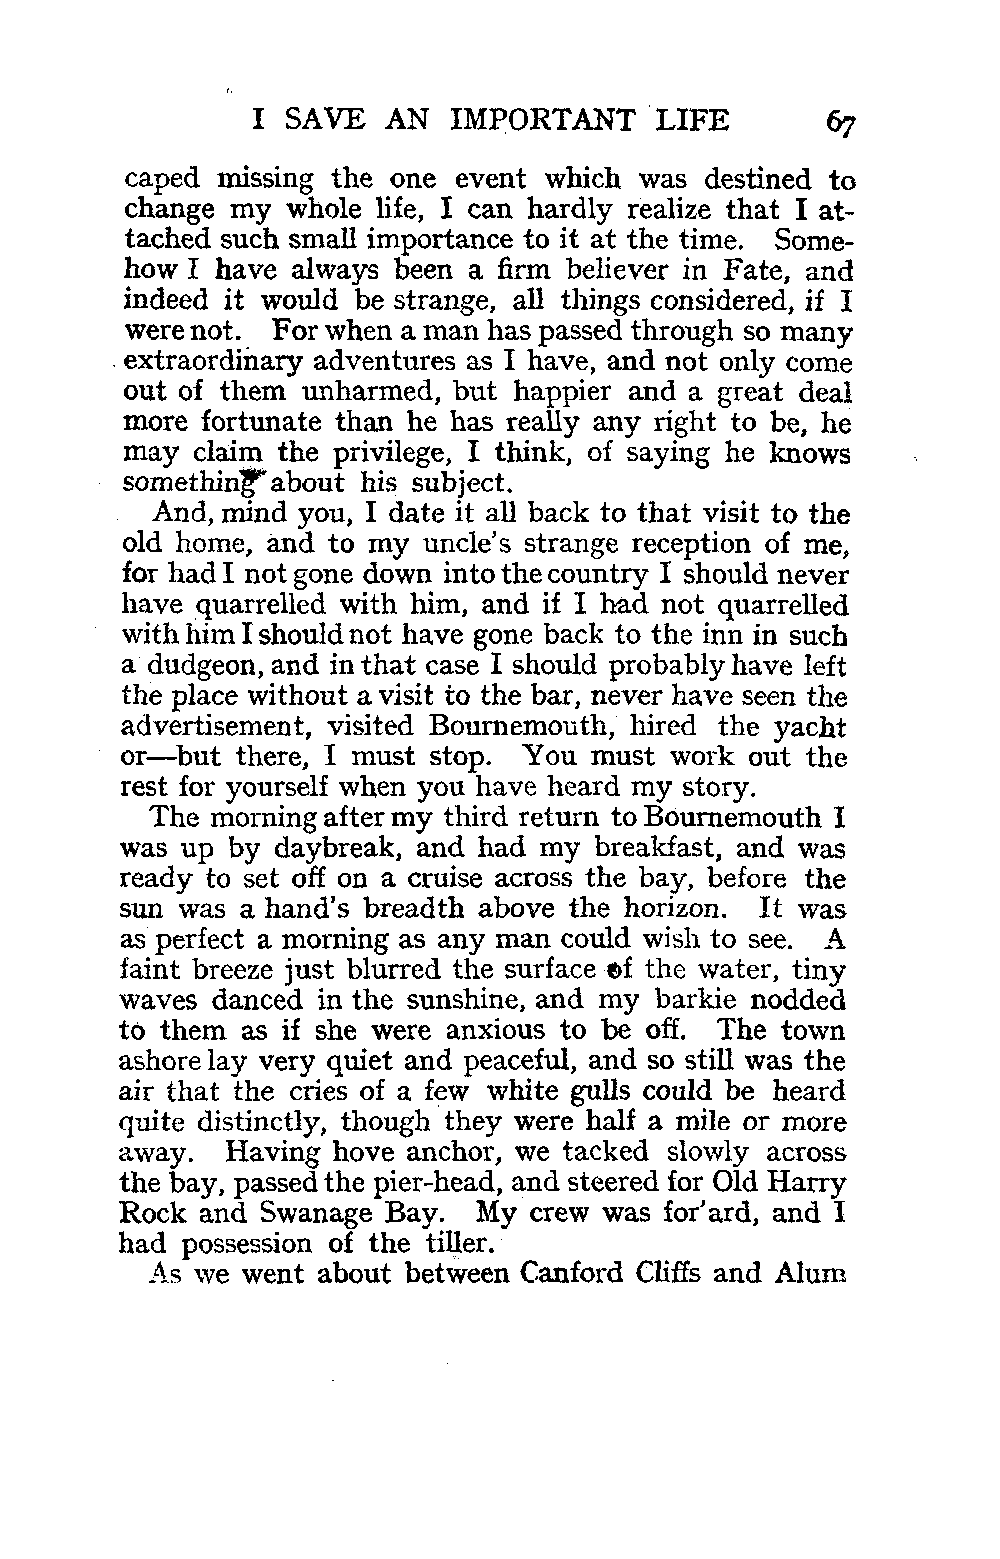 I SAVE AN IMPORTANT LIFE 67
caped missing the one event which was destined to
change my whole life, I can hardly realize that I at-
tached such small importance to it at the time. Some-
how I have always been a firm believer in Fate, and
indeed it would be strange, all things considered, if I
were not. For when a man has passed through so many
extraordinary adventures as I have, and not only come
out of them unharmed, but happier and a great deal
more fortunate than he has really any right to be, he
may claim the privilege, I think, of saying he knows
something about his subject.
And, mind you, I date it all back to that visit to the
old home, and to my uncle's strange reception of me,
for had I not gone down into the country I should never
have quarrelled with him, and if I had not quarrelled
with him I should not have gone back to the inn in such
a dudgeon, and in that case I should probably have left
the place without a visit to the bar, never have seen the
advertisement, visited Bournemouth, hired the yacht
or—but there, I must stop. You must work out the
rest for yourself when you have heard my story.
The morning after my third return to Bournemouth I
was up by daybreak, and had my breakfast, and was
ready to set off on a cruise across the bay, before the
sun was a hand's breadth above the horizon. It was
as perfect a morning as any man could wish to see. A
faint breeze just blurred the surface of the water, tiny
waves danced in the sunshine, and my barkie nodded
to them as if she were anxious to be off. The town
ashore lay very quiet and peaceful, and so still was the
air that the cries of a few white gulls could be heard
quite distinctly, though they were half a mile or more
away. Having hove anchor, we tacked slowly across
the bay, passed the pier-head, and steered for Old Harry
Rock and Swanage Bay. My crew was for'ard, and I
had possession of the tiller.
As we went about between Canford Cliffs and Alum